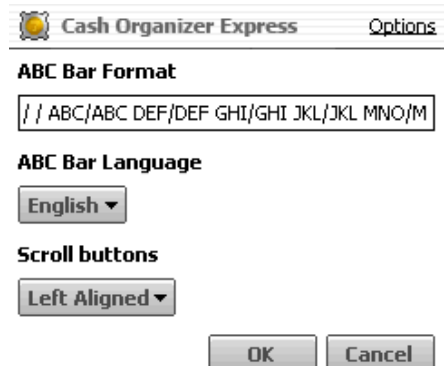 Cash Organizer Express Options
ABC Bar Format
/ / ABC/ABC DEF/DEF GHI/GHI JKL/JKL MNO/M
ABC Bar Language
English
Scroll buttons
Left Aligned
OK Cancel